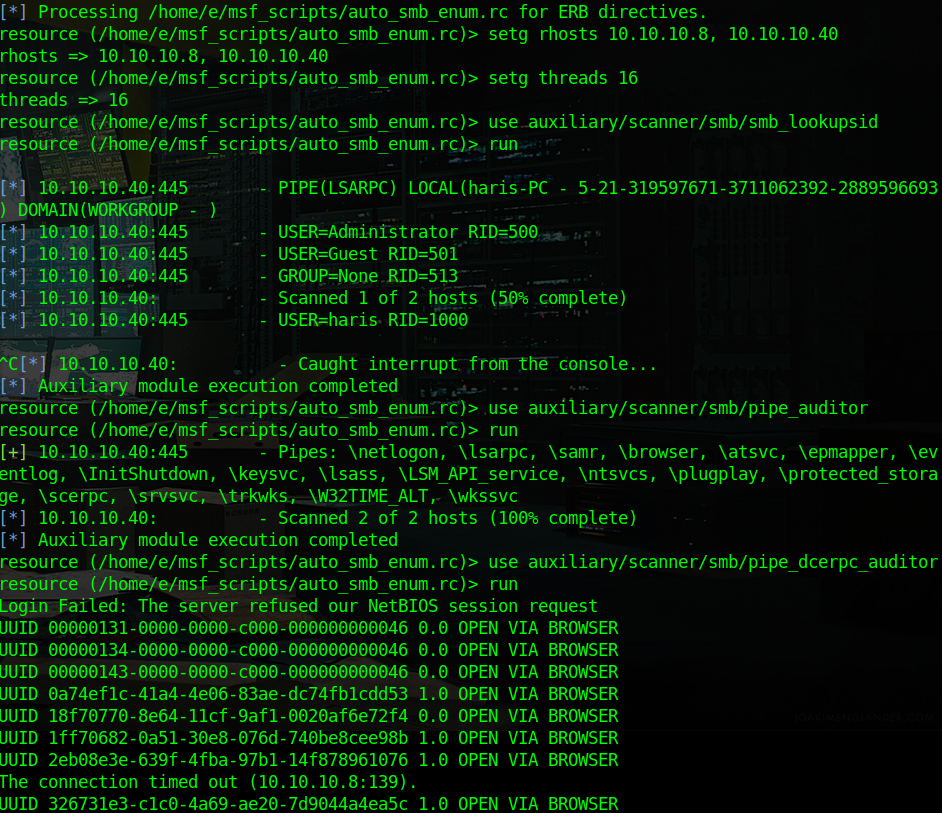 [*] Processing /home/e/msf_scripts/auto_smb_enum.rc for ERB directives.
resource (/home/e/msf_scripts/auto_smb_enum.rc)> setg rhosts 10.10.10.8, 10.10.10.40
rhosts => 10.10.10.8, 10.10.10.40
resource (/home/e/msf_scripts/auto_smb_enum.rc)> setg threads 16
threads => 16
resource (/home/e/msf_scripts/auto_smb_enum.rc)> use auxiliary/scanner/smb/smb_lookupsid
resource (/home/e/msf_scripts/auto_smb_enum.rc)> run
[*] 10.10.10.40:445       - PIPE(LSARPC) LOCAL(haris-PC - 5-21-319597671-3711062392-2889596693
) DOMAIN(WORKGROUP - )
[*] 10.10.10.40:445       - USER=Administrator RID=500
[*] 10.10.10.40:445       - USER=Guest RID=501
[*] 10.10.10.40:445       - GROUP=None RID=513
[*] 10.10.10.40:          - Scanned 1 of 2 hosts (50% complete)
[*] 10.10.10.40:445       - USER=haris RID=1000
^C[*] 10.10.10.40:          - Caught interrupt from the console...
[*] Auxiliary module execution completed
resource (/home/e/msf_scripts/auto_smb_enum.rc)> use auxiliary/scanner/smb/pipe_auditor
resource (/home/e/msf_scripts/auto_smb_enum.rc)> run
[+] 10.10.10.40:445       - Pipes: \netlogon, \lsarpc, \samr, \browser, \atsvc, \epmapper, \ev
entlog, \InitShutdown, \keysvc, \lsass, \LSM_API_service, \ntsvcs, \plugplay, \protected_stora
ge, \scerpc, \srvsvc, \trkwks, \W32TIME_ALT, \wkssvc
[*] 10.10.10.40:          - Scanned 2 of 2 hosts (100% complete)
[*] Auxiliary module execution completed
resource (/home/e/msf_scripts/auto_smb_enum.rc)> use auxiliary/scanner/smb/pipe_dcerpc_auditor
resource (/home/e/msf_scripts/auto_smb_enum.rc)> run
Login Failed: The server refused our NetBIOS session request
UUID 00000131-0000-0000-c000-000000000046 0.0 OPEN VIA BROWSER
UUID 00000134-0000-0000-c000-000000000046 0.0 OPEN VIA BROWSER
UUID 00000143-0000-0000-c000-000000000046 0.0 OPEN VIA BROWSER
UUID 0a74ef1c-41a4-4e06-83ae-dc74fb1cdd53 1.0 OPEN VIA BROWSER
UUID 18f70770-8e64-11cf-9af1-0020af6e72f4 0.0 OPEN VIA BROWSER
UUID 1ff70682-0a51-30e8-076d-740be8cee98b 1.0 OPEN VIA BROWSER
UUID 2eb08e3e-639f-4fba-97b1-14f878961076 1.0 OPEN VIA BROWSER
The connection timed out (10.10.10.8:139).
UUID 326731e3-c1c0-4a69-ae20-7d9044a4ea5c 1.0 OPEN VIA BROWSER